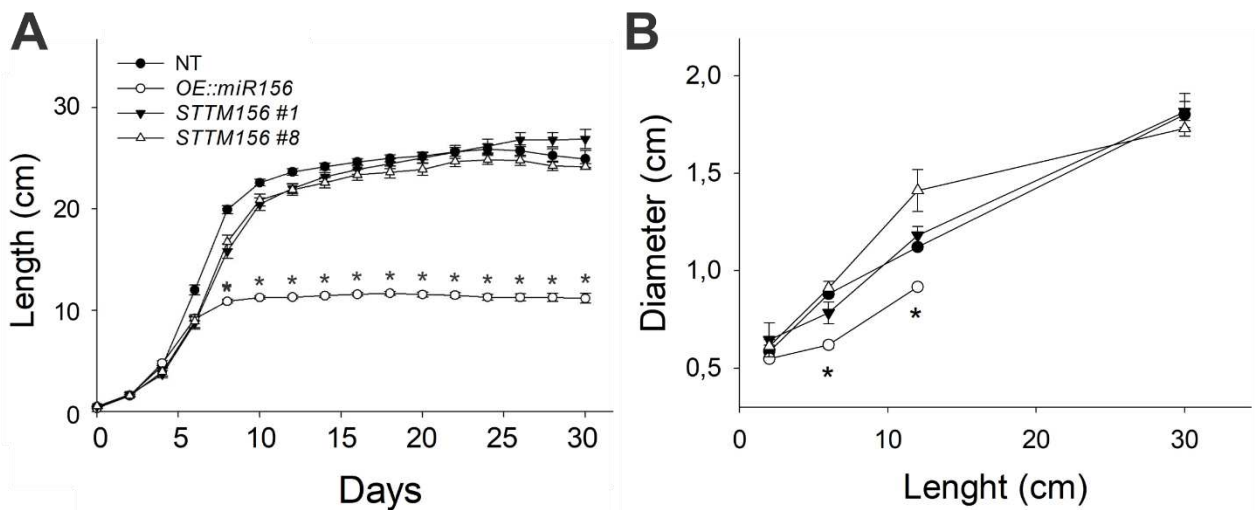 A
NT
OE::miR156
STTM156 #1
STTM156 #8
Length (cm)
30
20
10
0
* * * * * * * * * * * *
0 5 10 15 20 25 30
Days
B
Diameter (cm)
2,0
1,5
1,0
0,5
*
*
0 10 20 30
Lenght (cm)